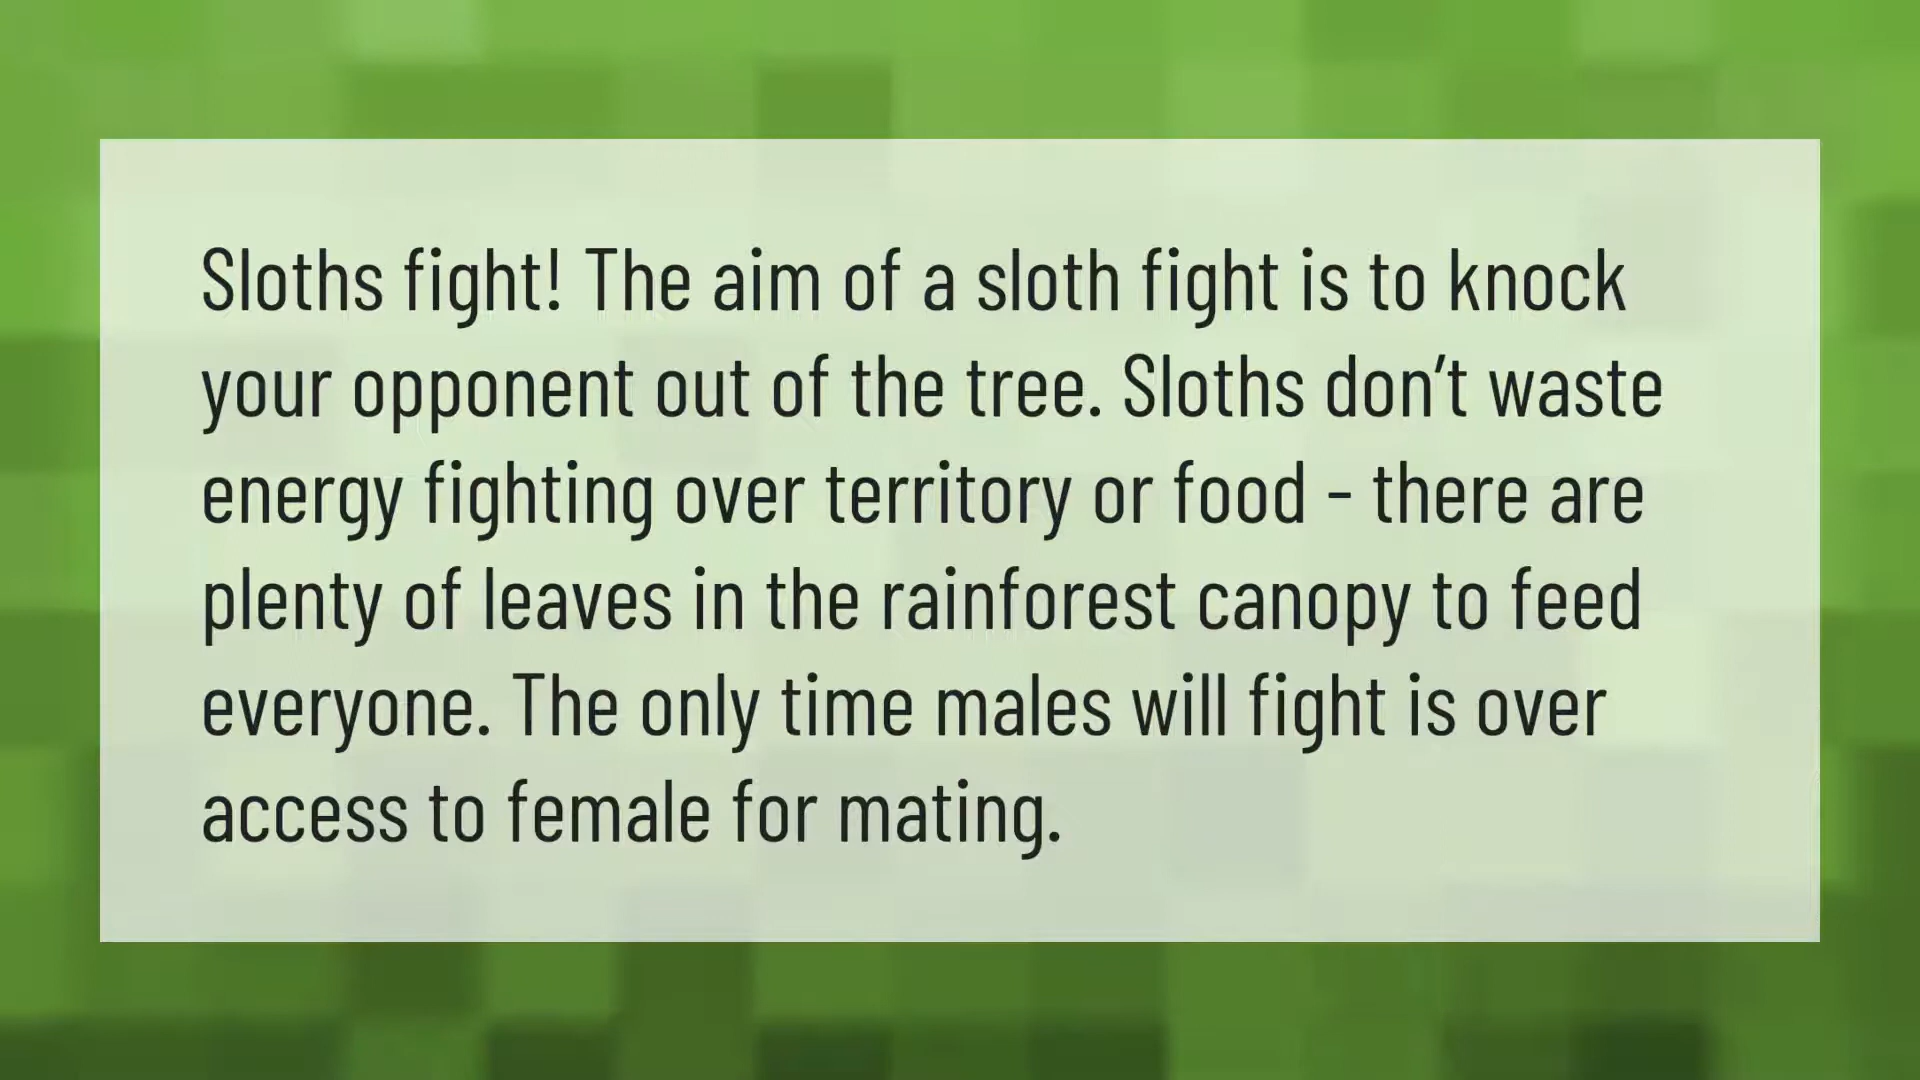 Sloths fight! The aim of a sloth fight is to knock
your opponent out of the tree. Sloths don’t waste
energy fighting over territory or food - there are
plenty of leaves in the rainforest canopy to feed
everyone. The only time males will fight is over
access to female for mating.